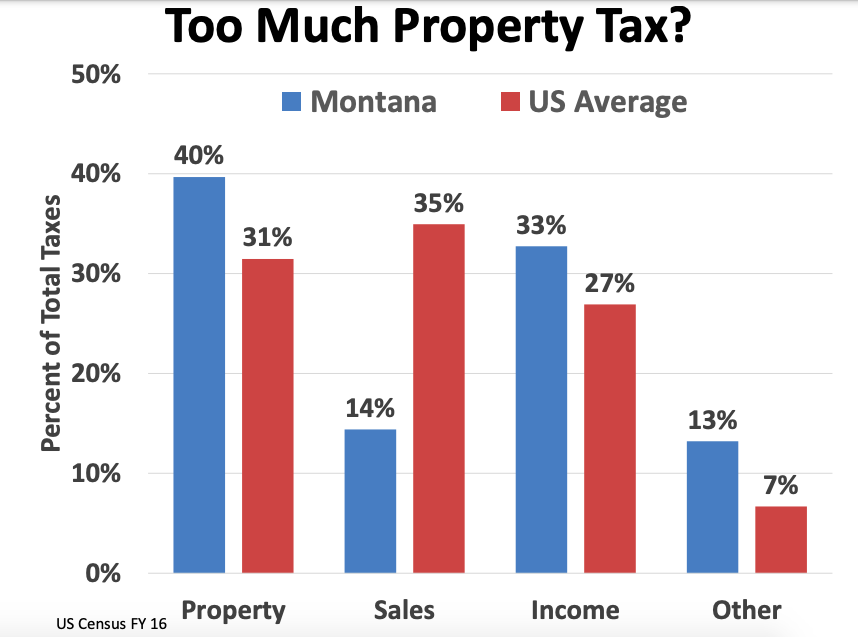 Too Much Property Tax?
50%
Montana
US Average
40%
40%
31%
14%
35%
33%
27%
13%
7%
30%
20%
10%
0%
Percent of Total Taxes
Property
Sales
Income
Other
US Census FY 16